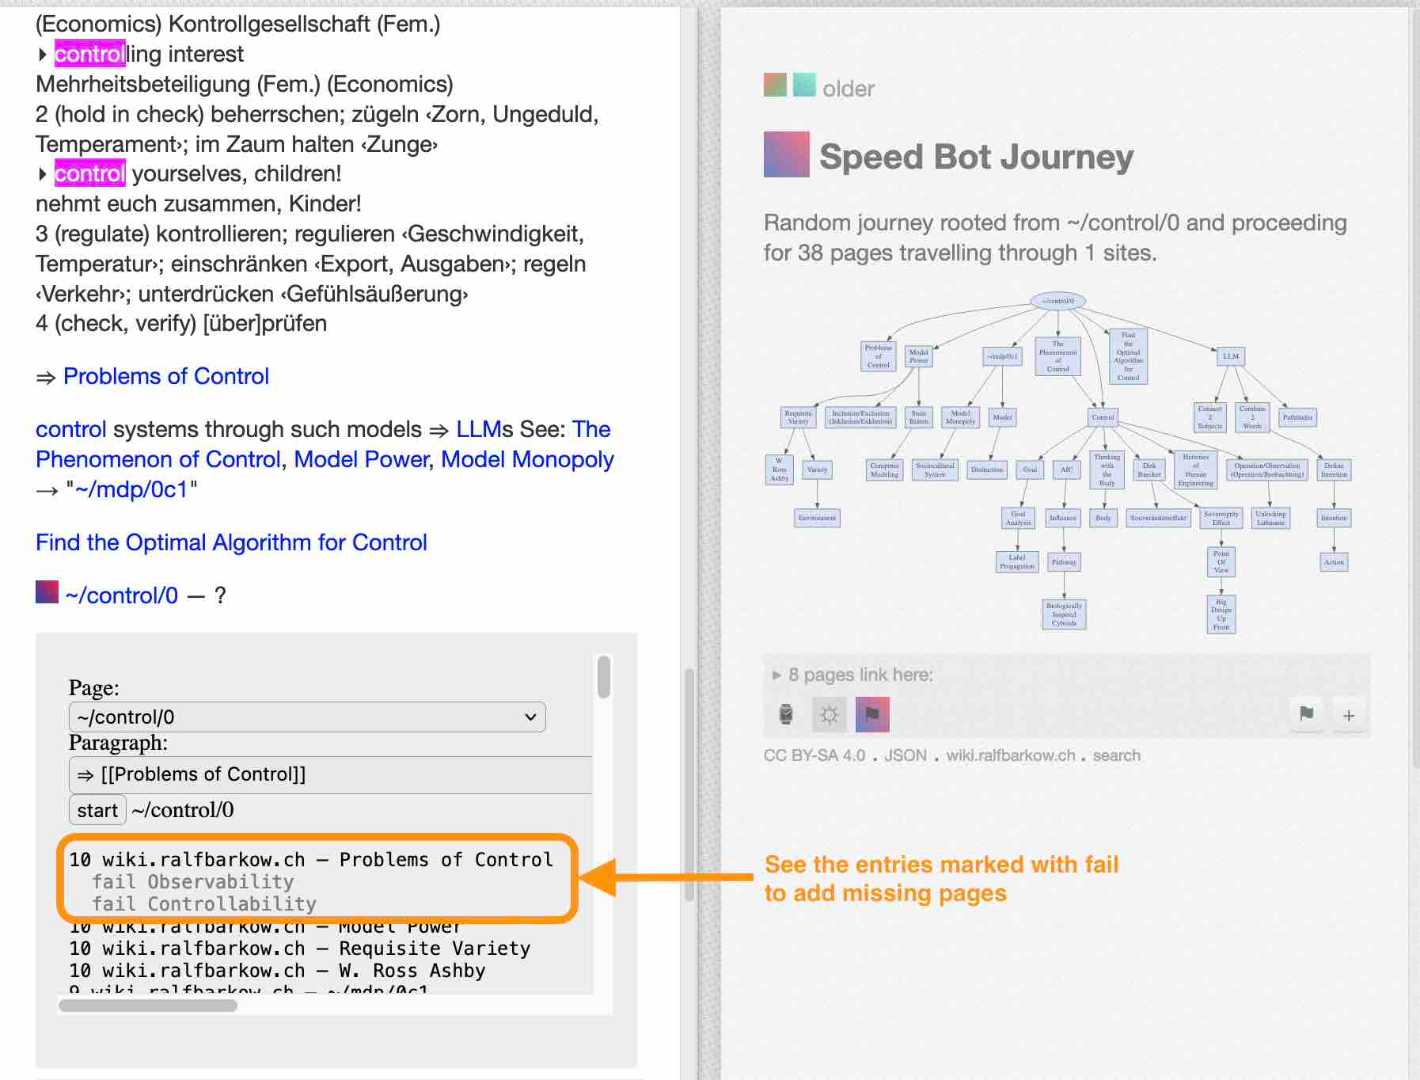 (Economics) Kontrollgesellschaft (Fem.)
controlling interest
Mehrheitsbeteiligung (Fem.) (Economics)
2 (hold in check) beherrschen; zügeln ‹Zorn, Ungeduld,
Temperament›; im Zaum halten ‹Zunge›
control yourselves, children!
nehmt euch zusammen, Kinder!
3 (regulate) kontrollieren; regulieren ‹Geschwindigkeit,
Temperatur›; einschränken ‹Export, Ausgaben›; regeln
‹Verkehr›; unterdrücken ‹Gefühlsäußerung›
4 (check, verify) [über]prüfen
⇒ Problems of Control
control systems through such models ⇒ LLMs See: The
Phenomenon of Control, Model Power, Model Monopoly
→ "~/mdp/0c1"
Find the Optimal Algorithm for Control
~/control/0 — ?
Page:
~/control/0
Paragraph:
⇒ [[Problems of Control]]
start ~/control/0
10 wiki.ralfbarkow.ch — Problems of Control
fail Observability
fail Controllability
10 wiki.ralfbarkow.ch — Model Power
10 wiki.ralfbarkow.ch — Requisite Variety
10 wiki.ralfbarkow.ch — W. Ross Ashby
9 wiki.ralfbarkow.ch — ~/mdp/0c1
older
Speed Bot Journey
Random journey rooted from ~/control/0 and proceeding
for 38 pages travelling through 1 sites.
~/control/0
Problems
of
Control
Model
Power
~/mdp/0c1
The
Phenomenon
of
Control
Find
the
Optimal
Algorithm
for
Control
LLM
Requisite
Variety
Inclusion/Exclusion
(Inklusion/Exklusion)
Model
Monopoly
Model
Control
Connect
2
Subjects
Combine
2
Words
Pathfinder
W.
Ross
Ashby
Variety
Computer
Modeling
Sociocultural
System
Distinction
Goal
ABC
Thinking
with
the
Body
Dirk
Baecker
Histories
of
Human
Engineering
Operation/Observation
(Operation/Beobachtung)
Define
Intention
Environment
Goal
Analysis
Influence
Body
Souveränitätseffekt
Sovereignty
Effect
Unlocking
Luhmann
Intention
Label
Propagation
Pathway
Point
Of
View
Action
Biologically
Inspired
Cyborda
Big
Design
Up
Front
8 pages link here:
CC BY-SA 4.0 . JSON . wiki.ralfbarkow.ch . search
See the entries marked with fail
to add missing pages